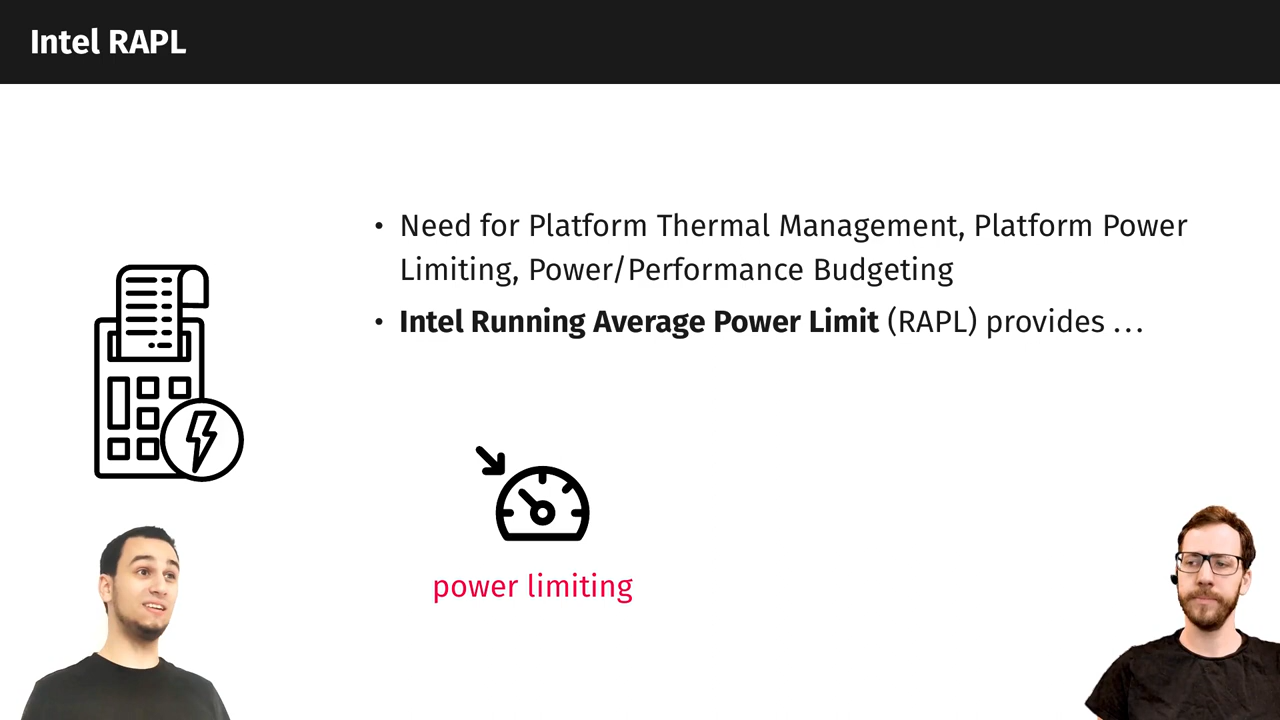 Intel RAPL
• Need for Platform Thermal Management, Platform Power
Limiting, Power/Performance Budgeting
• Intel Running Average Power Limit (RAPL) provides ...
power limiting